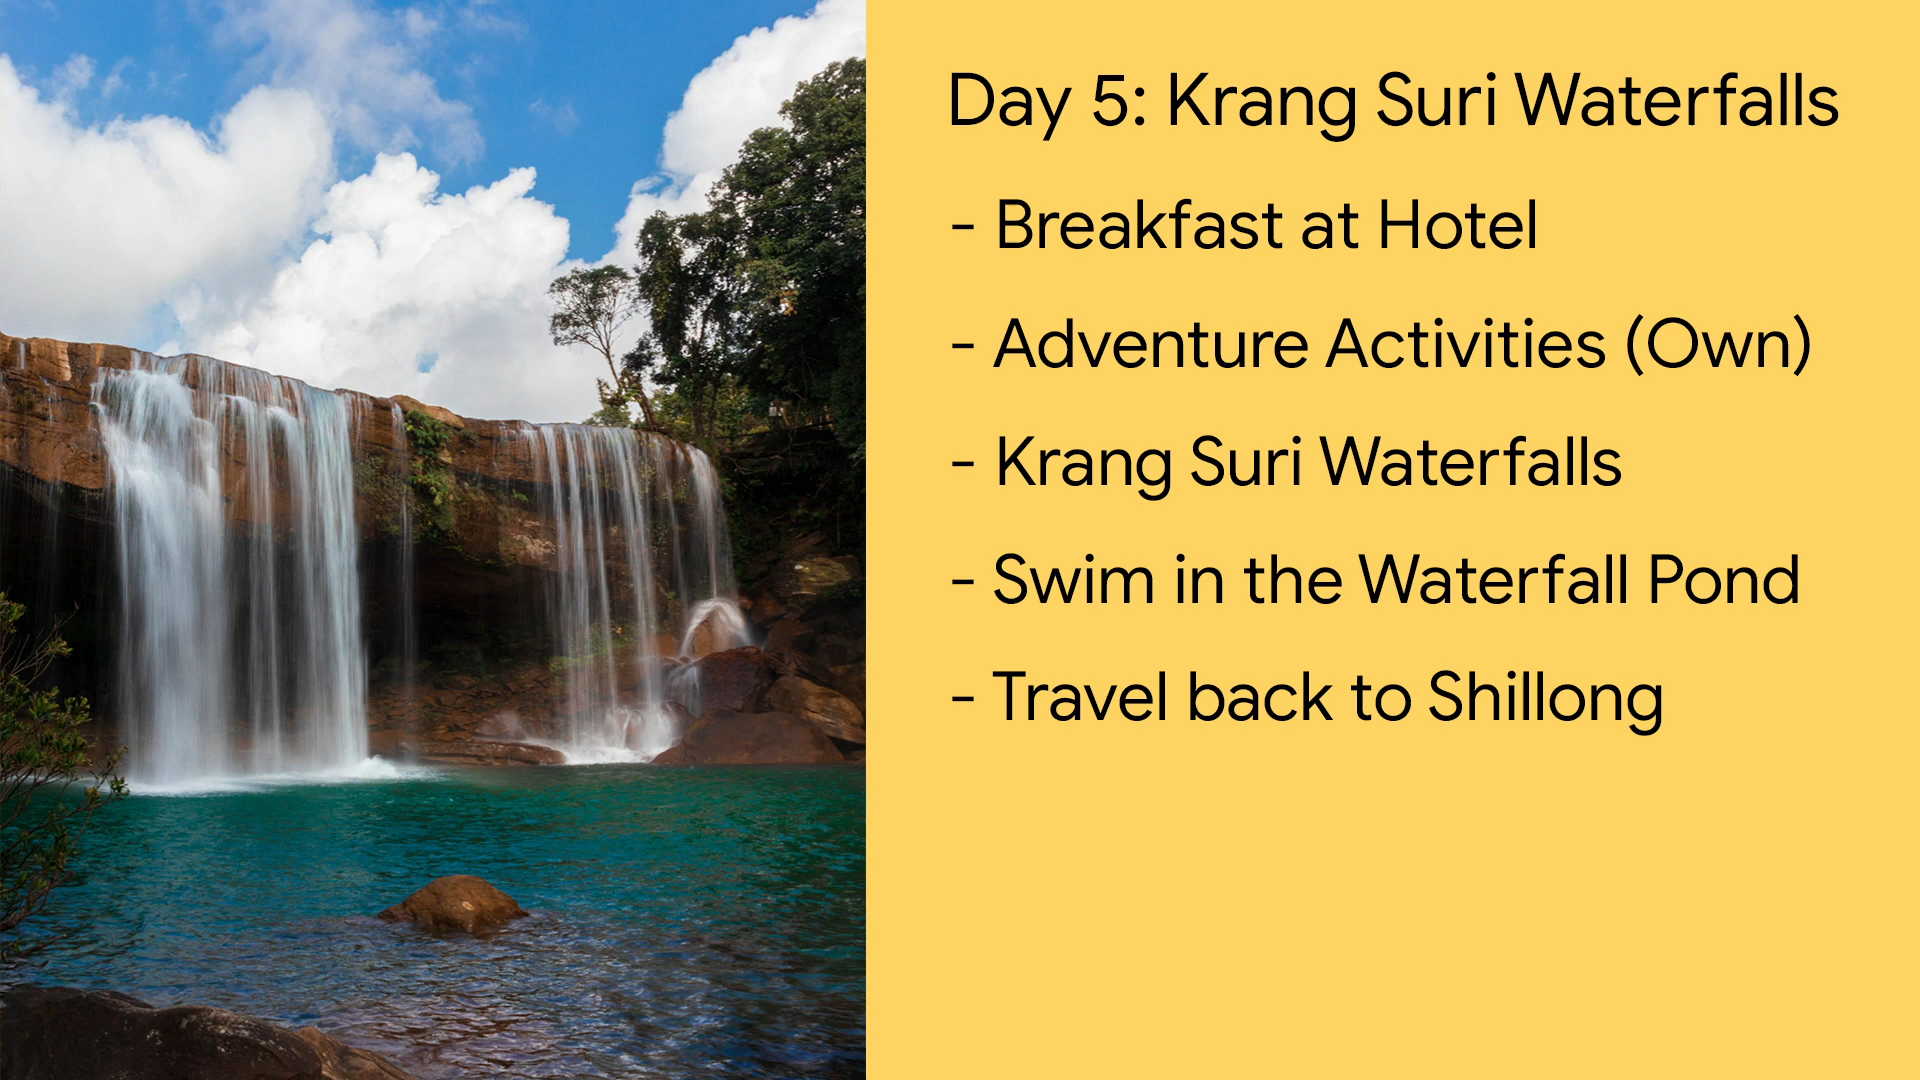 Day 5: Krang Suri Waterfalls
- Breakfast at Hotel
- Adventure Activities (Own)
- Krang Suri Waterfalls
- Swim in the Waterfall Pond
- Travel back to Shillong